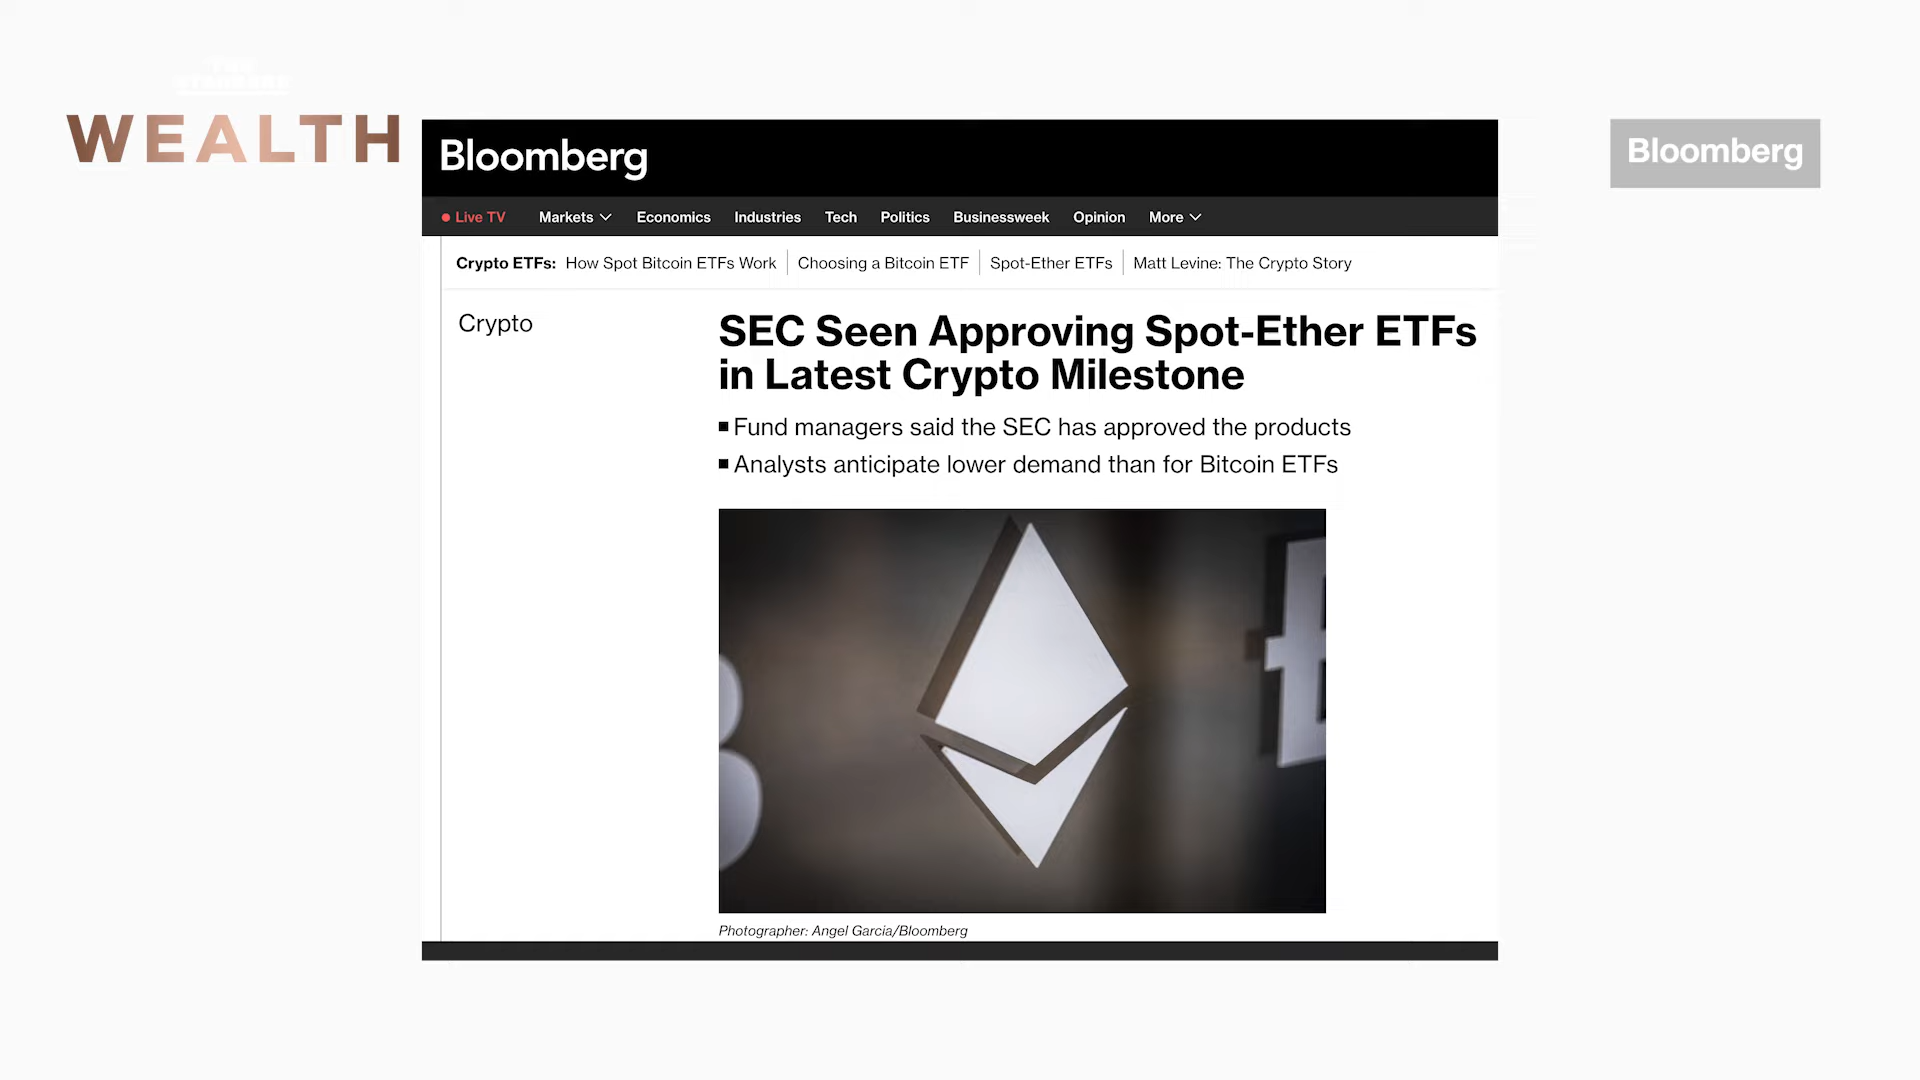 THE
STANDARD
WEALTH
Bloomberg
Bloomberg
Live TV Markets Economics Industries Tech Politics Businessweek Opinion More
Crypto ETFs: How Spot Bitcoin ETFs Work Choosing a Bitcoin ETF Spot-Ether ETFs Matt Levine: The Crypto Story
Crypto
SEC Seen Approving Spot-Ether ETFs
in Latest Crypto Milestone
Fund managers said the SEC has approved the products
Analysts anticipate lower demand than for Bitcoin ETFs
Photographer: Angel Garcia/Bloomberg